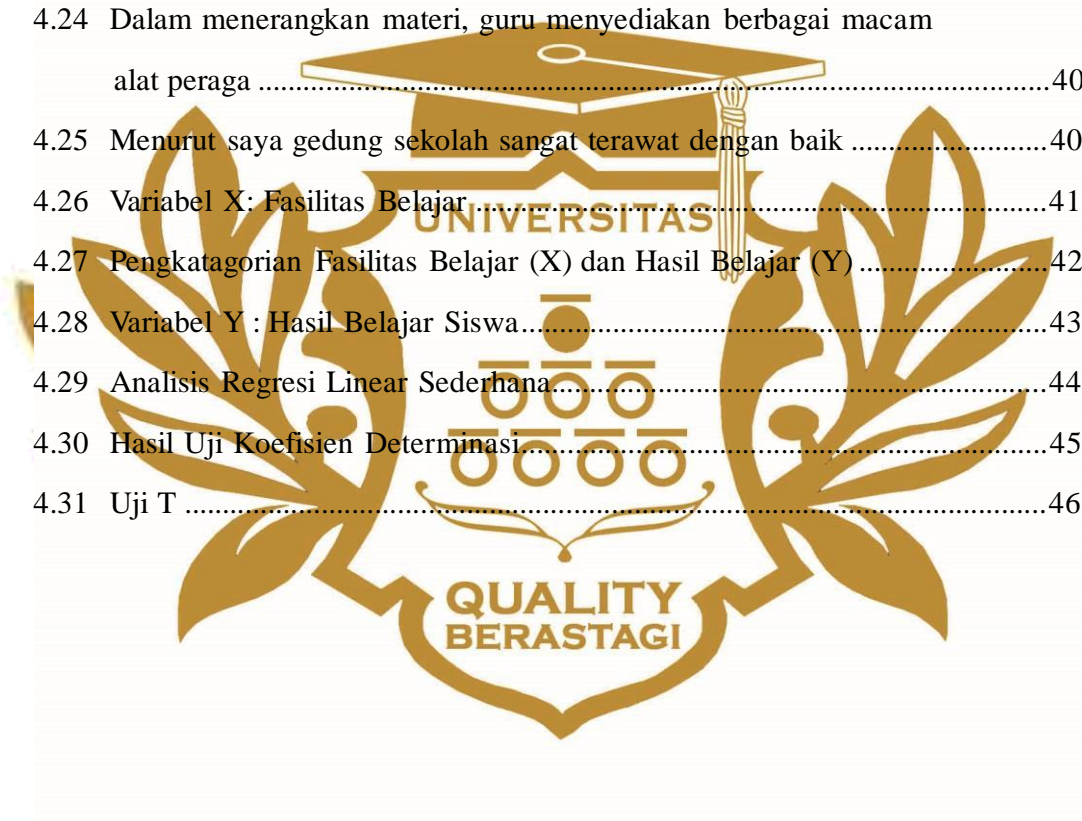 4.24 Dalam menerangkan materi, guru menyediakan berbagai macam
alat peraga ........................................................................................40
4.25 Menurut saya gedung sekolah sangat terawat dengan baik ......................40
4.26 Variabel X: Fasilitas Belajar ................................................................41
UNIVERSITAS
4.27 Pengkatagorian Fasilitas Belajar (X) dan Hasil Belajar (Y) .....................42
4.28 Variabel Y : Hasil Belajar Siswa...........................................................43
4.29 Analisis Regresi Linear Sederhana.......................................................44
4.30 Hasil Uji Koefisien Determinasi...........................................................45
4.31 Uji T ................................................................................................46
QUALITY
BERASTAGI